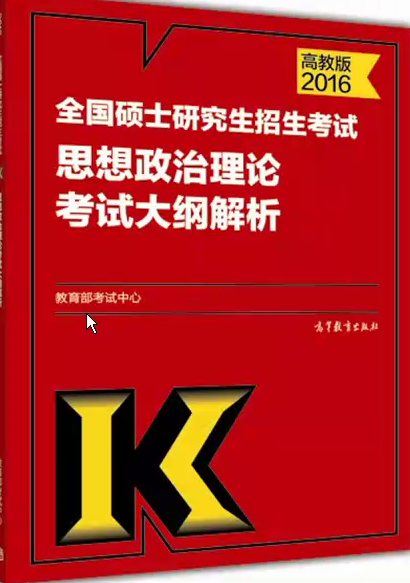 高教版
2016
全国硕士研究生招生考试
思想政治理论
考试大纲解析
教育部考试中心
高等教育出版社
K